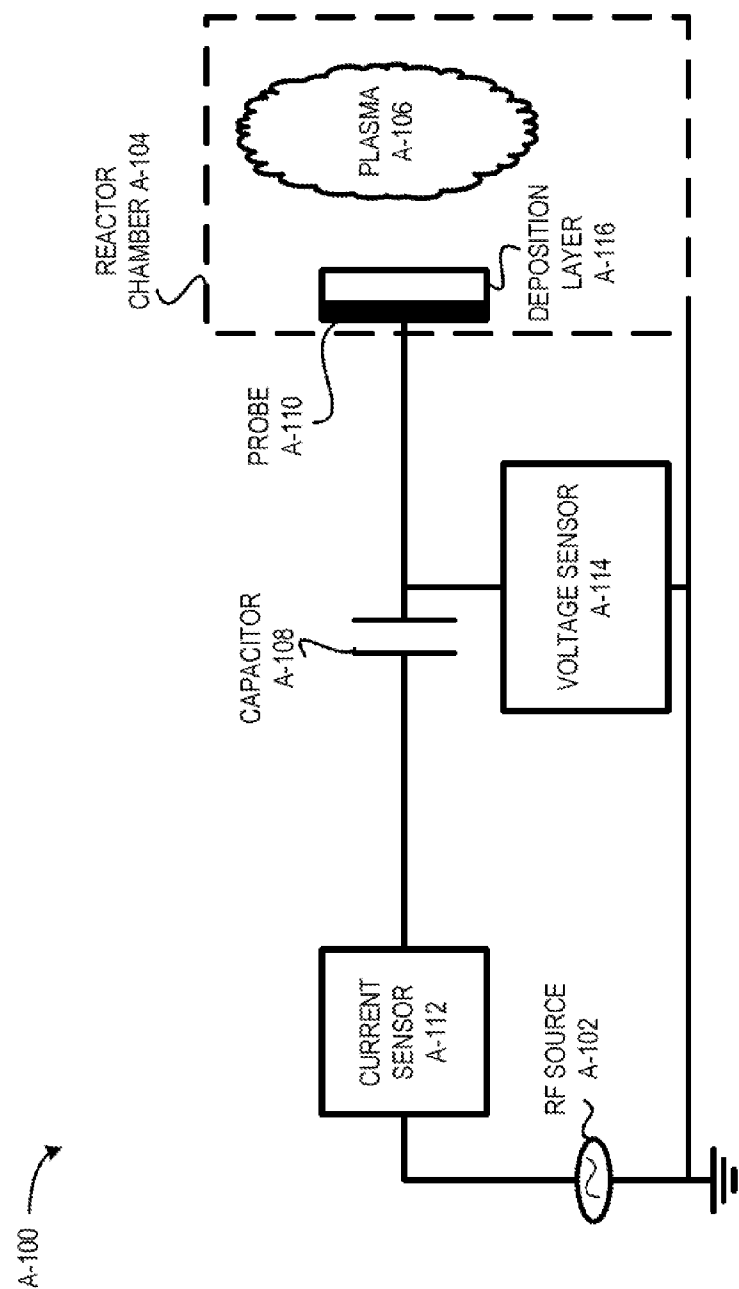 A-100
REACTOR
CHAMBER A-104
PLASMA
A-106
DEPOSITION
LAYER
A-116
PROBE
A-110
CAPACITOR
A-108
VOLTAGE SENSOR
A-114
CURRENT
SENSOR
A-112
RF SOURCE
A-102